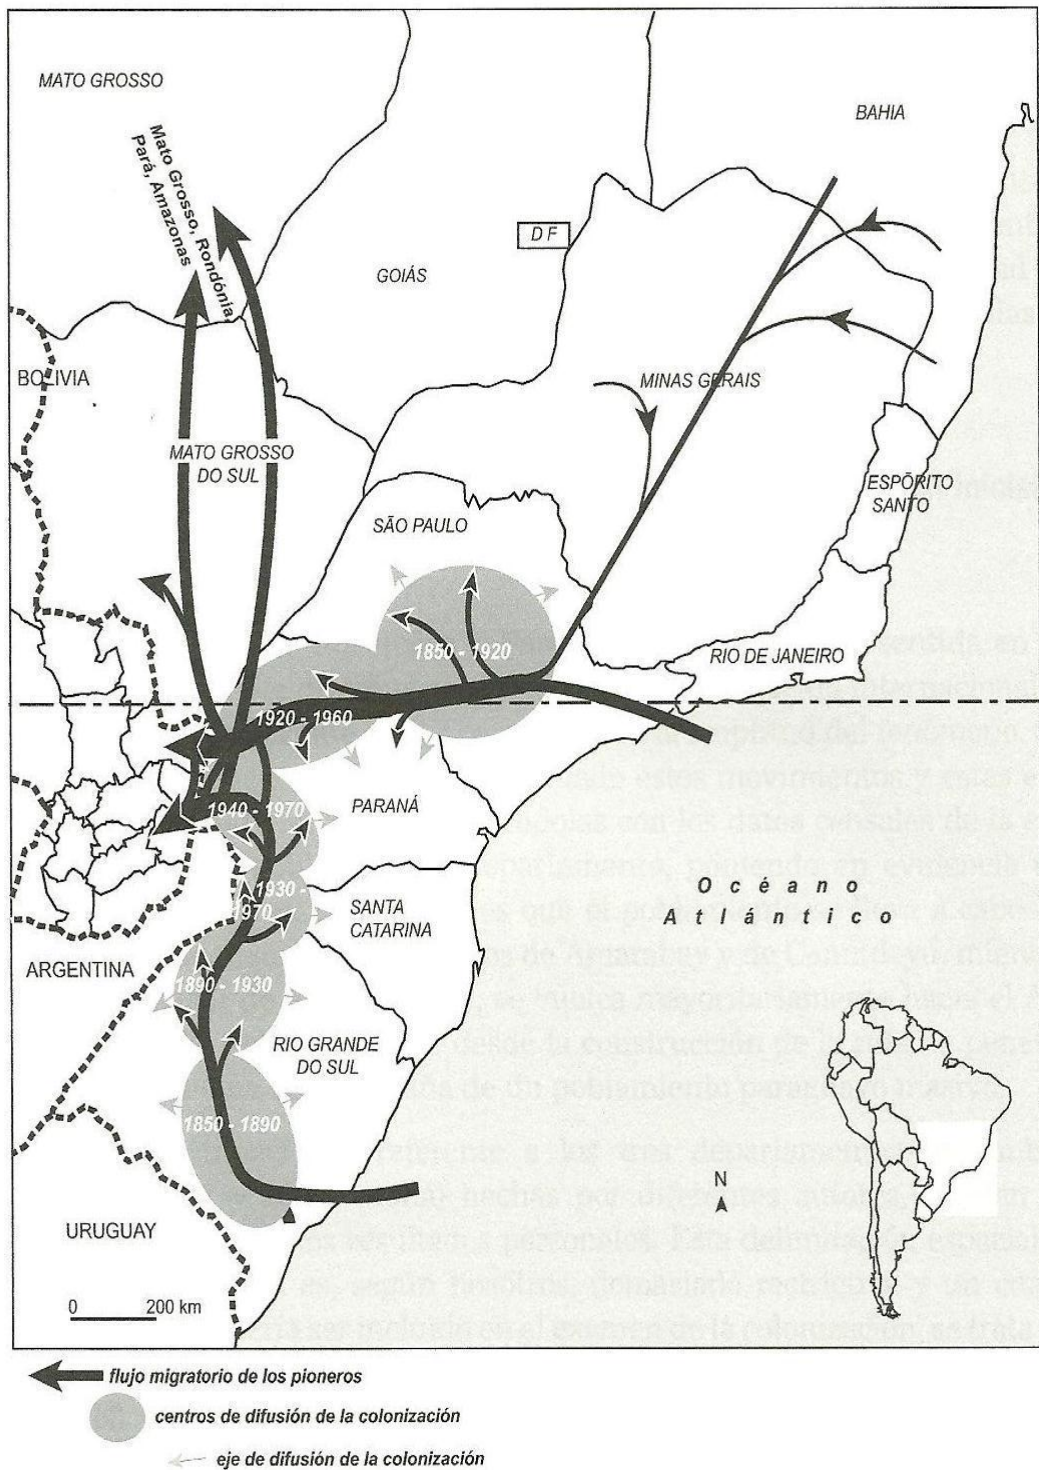 MATO GROSSO
BAHIA
Mato Grosso, Rondónia,
Pará, Amazonas
D F
GOIÁS
BOLIVIA
MINAS GERAIS
MATO GROSSO
DO SUL
ESPÕRITO
SANTO
SÃO PAULO
1850 - 1920
RIO DE JANEIRO
1920 - 1960
1940 - 1970
PARANÁ
1930 -
1970
SANTA
CATARINA
Océano
Atlántico
ARGENTINA
1890 - 1930
RIO GRANDE
DO SUL
1850 - 1890
N
URUGUAY
0 200 km
flujo migratorio de los pioneros
centros de difusión de la colonización
eje de difusión de la colonización